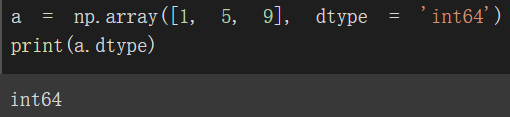 a = np.array([1, 5, 9], dtype = 'int64')
print(a.dtype)
int64